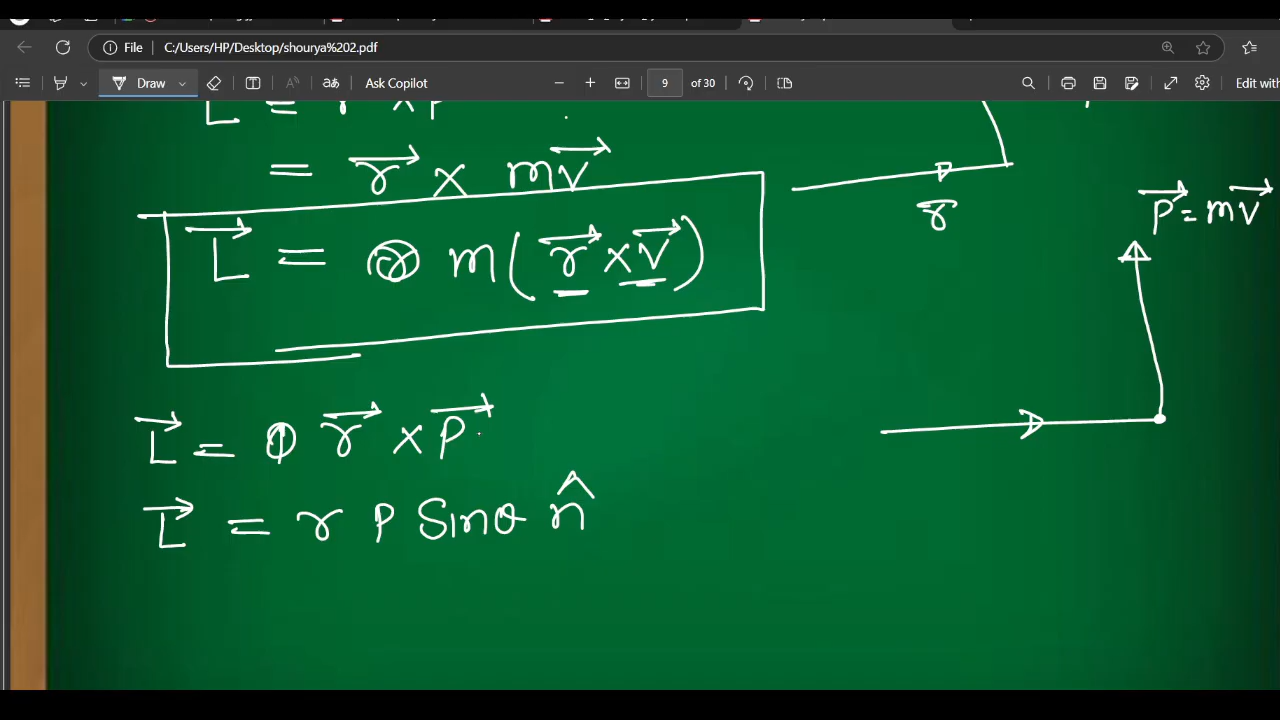 File C:/Users/HP/Desktop/shourya%202.pdf
Draw Ask Copilot 9 of 30 Edit with
= r⃗ × mv⃗
L⃗ = m(r⃗ × v⃗)
r⃗
P⃗ = mv⃗
L⃗ = r⃗ × P⃗
L⃗ = r P Sinθ n̂